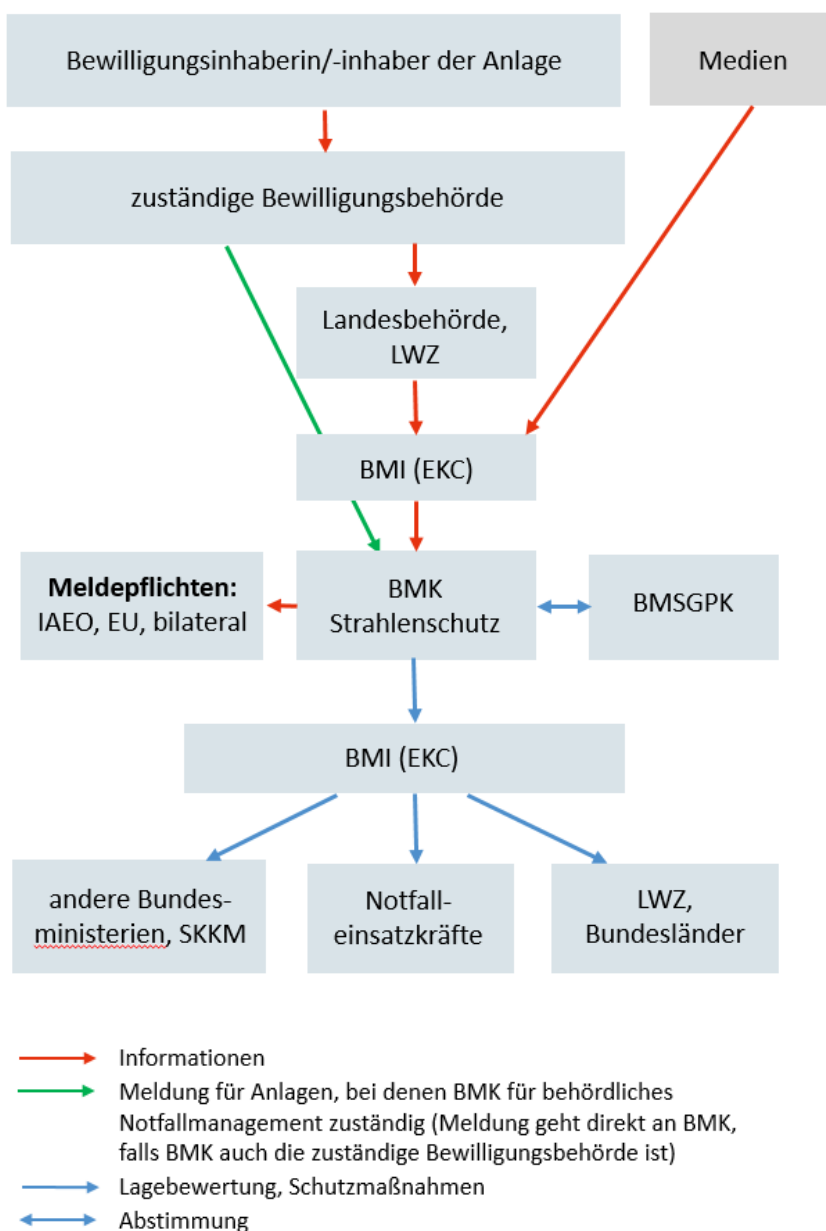 Bewilligungsinhaberin/-inhaber der Anlage
Medien
zuständige Bewilligungsbehörde
Landesbehörde,
LWZ
BMI (EKC)
Meldepflichten:
IAEO, EU, bilateral
BMK
Strahlenschutz
BMSGPK
BMI (EKC)
andere Bundes-
ministerien, SKKM
Notfall-
einsatzkräfte
LWZ,
Bundesländer
Informationen
Meldung für Anlagen, bei denen BMK für behördliches
Notfallmanagement zuständig (Meldung geht direkt an BMK,
falls BMK auch die zuständige Bewilligungsbehörde ist)
Lagebewertung, Schutzmaßnahmen
Abstimmung